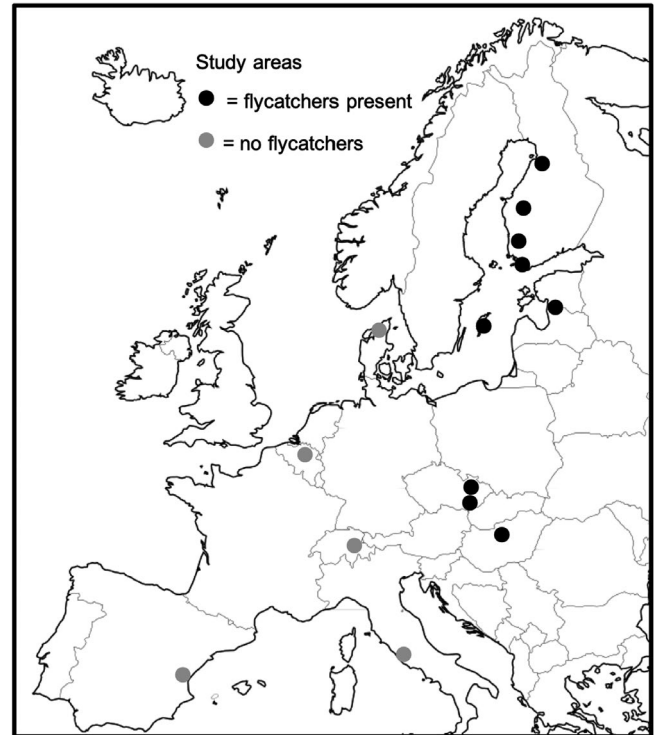 Study areas
= flycatchers present
= no flycatchers